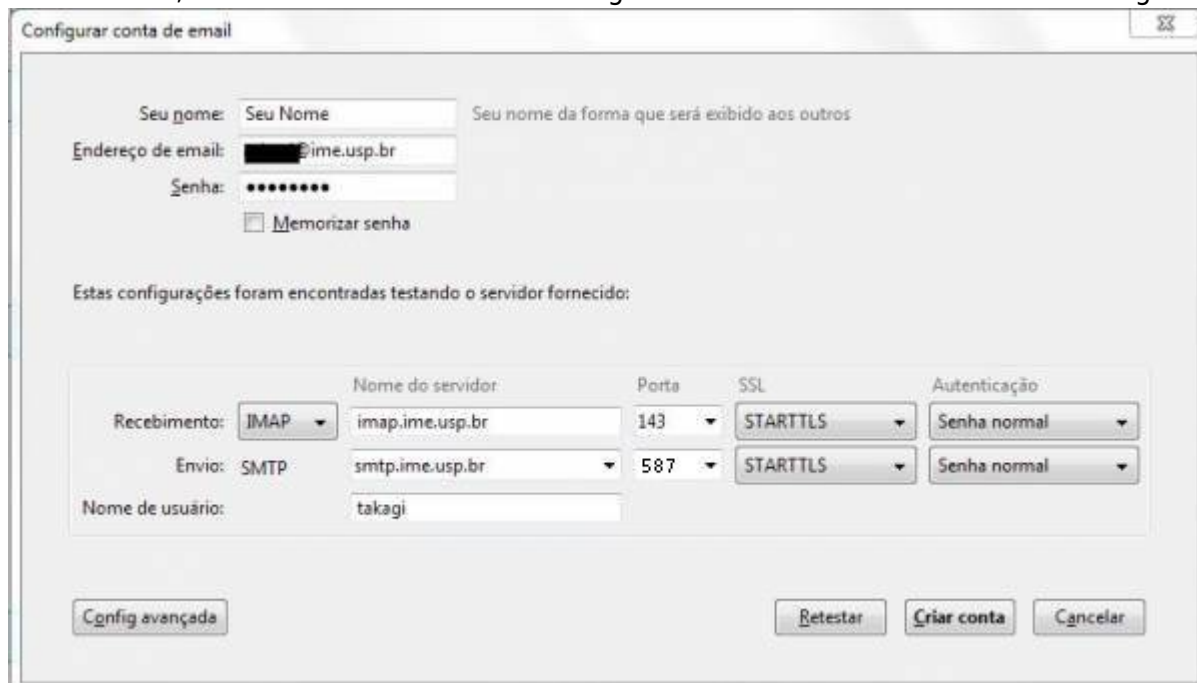 Configurar conta de email
Seu nome: Seu Nome Seu nome da forma que será exibido aos outros
Endereço de email: @ime.usp.br
Senha: ••••••••
Memorizar senha
Estas configurações foram encontradas testando o servidor fornecido:
Nome do servidor Porta SSL Autenticação
Recebimento: IMAP imap.ime.usp.br 143 STARTTLS Senha normal
Envio: SMTP smtp.ime.usp.br 587 STARTTLS Senha normal
Nome de usuário: takagi
Config avançada Retestar Criar conta Cancelar